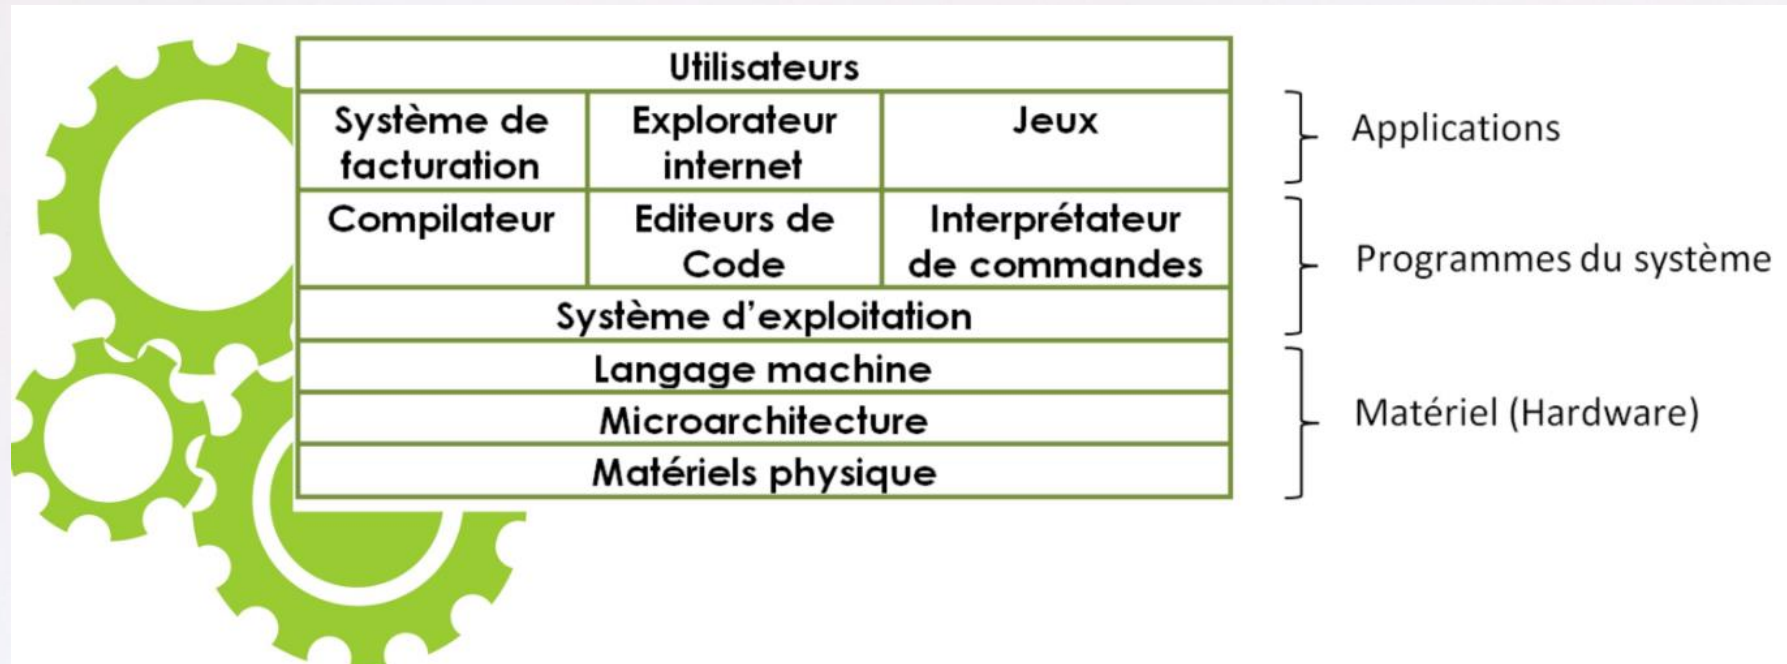 Utilisateurs
Système de
facturation
Explorateur
internet
Jeux
Applications
Compilateur
Editeurs de
Code
Interprétateur
de commandes
Programmes du système
Système d'exploitation
Langage machine
Microarchitecture
Matériels physique
Matériel (Hardware)